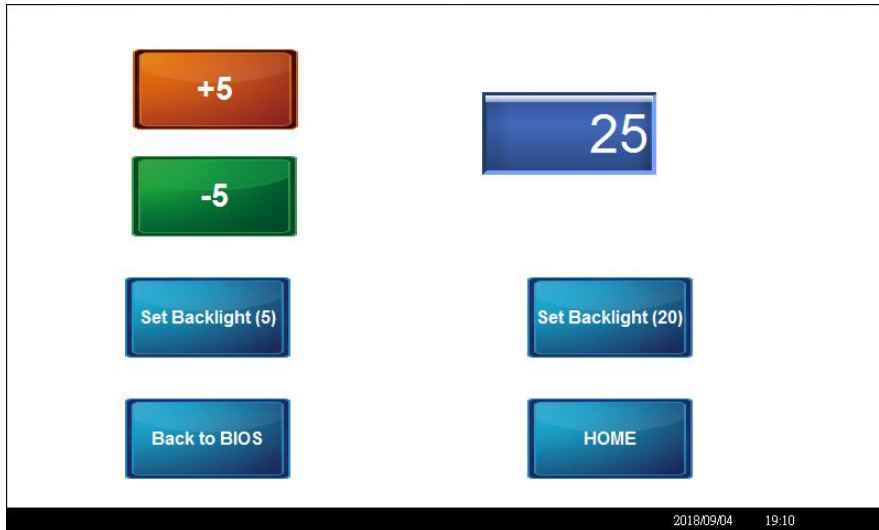 +5
25
-5
Set Backlight (5)
Set Backlight (20)
Back to BIOS
HOME
2018/09/04 19:10